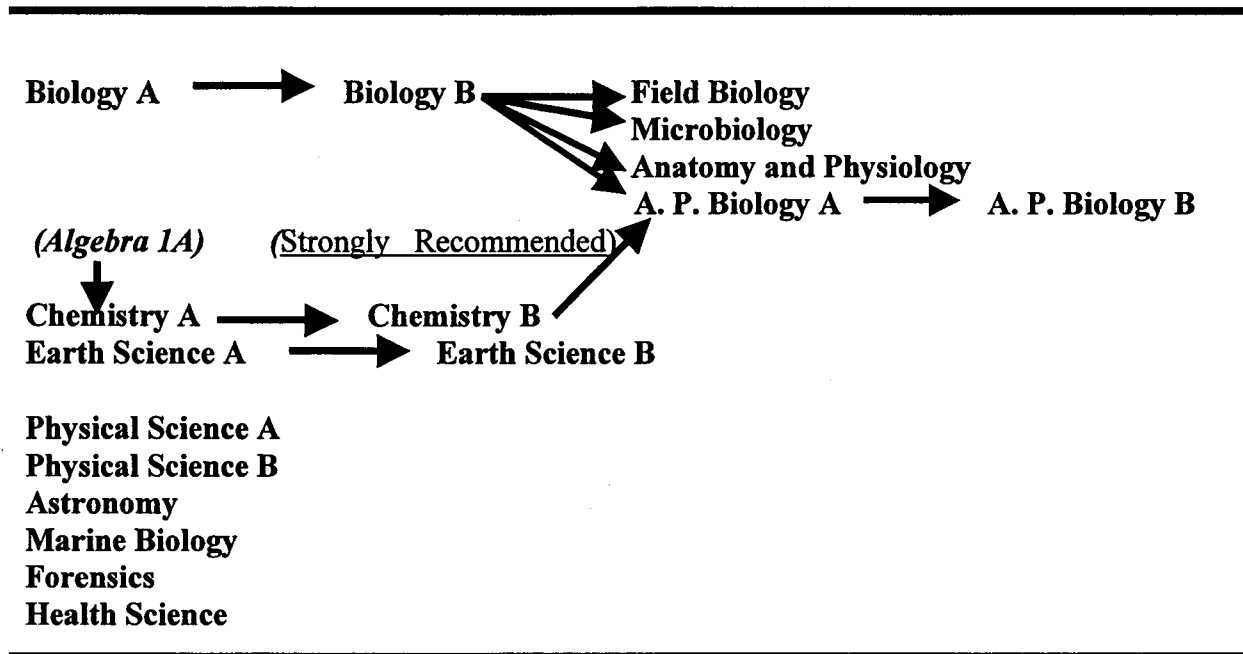 Biology A Biology B Field Biology
Microbiology
Anatomy and Physiology
A. P. Biology A A. P. Biology B
(Algebra 1A) (Strongly Recommended)
Chemistry A Chemistry B
Earth Science A Earth Science B
Physical Science A
Physical Science B
Astronomy
Marine Biology
Forensics
Health Science